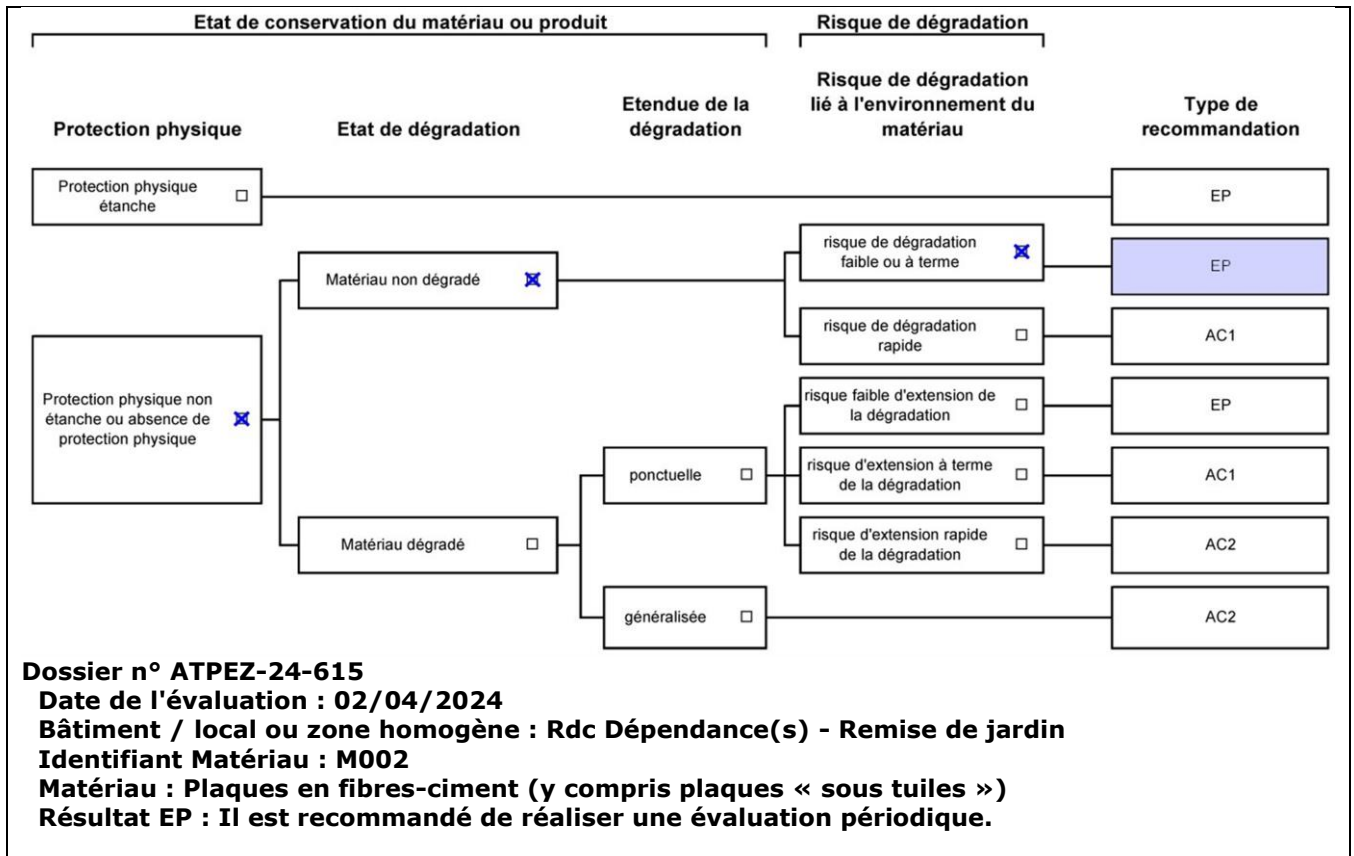 Etat de conservation du matériau ou produit
Risque de dégradation
Protection physique
Etat de dégradation
Etendue de la
dégradation
Risque de dégradation
lié à l'environnement du
matériau
Type de
recommandation
Protection physique
étanche
EP
risque de dégradation
faible ou à terme
EP
Matériau non dégradé
risque de dégradation
rapide
AC1
Protection physique non
étanche ou absence de
protection physique
risque faible d'extension de
la dégradation
EP
ponctuelle
risque d'extension à terme
de la dégradation
AC1
Matériau dégradé
risque d'extension rapide
de la dégradation
AC2
généralisée
AC2
Dossier n° ATPEZ-24-615
Date de l'évaluation : 02/04/2024
Bâtiment / local ou zone homogène : Rdc Dépendance(s) - Remise de jardin
Identifiant Matériau : M002
Matériau : Plaques en fibres-ciment (y compris plaques « sous tuiles »)
Résultat EP : Il est recommandé de réaliser une évaluation périodique.